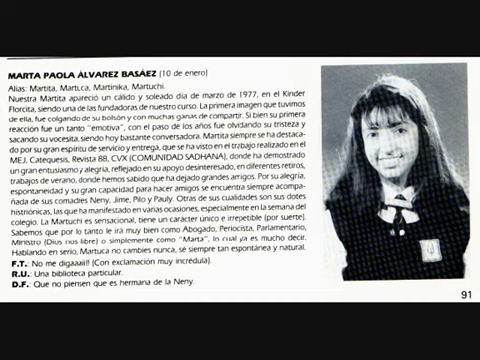 MARTA PAOLA ÁLVAREZ BASÁEZ (10 de enero)
Alias: Martita, Martuca, Martinika, Martuchi.
Nuestra Martita apareció un cálido y soleado día de marzo de 1977, en el Kinder
Florcita, siendo una de las fundadoras de nuestro curso. La primera imagen que tuvimos
de ella, fue colgando de su bolsón y con muchas ganas de compartir. Si bien su primera
reacción fue un tanto "emotiva", con el paso de los años fue olvidando su tristeza y
sacando su vocesita, siendo hoy bastante conversadora. Martita siempre se ha destaca-
do por su gran espíritu de servicio y entrega, que se ha visto en el trabajo realizado en el
MEJ, Catequesis, Revista 88, CVX (COMUNIDAD SADHANA), donde ha demostrado
un gran entusiasmo y alegría, reflejado en su apoyo desinteresado, en diferentes retiros,
trabajos de verano, donde hemos sabido que ha dejado grandes amigos. Por su alegría,
espontaneidad y su gran capacidad para hacer amigos se encuentra siempre acompa-
ñada de sus comadies Neny, Jime, Pilo y Pauly. Otras de sus cualidades son sus dotes
histriónicas, las que ha manifestado en varias ocasiones, especialmente en la semana del
colegio. La Martuchi es sensacional, tiene un carácter único e irrepetible (por suerte).
Sabemos que por lo tanto le irá muy bien como Abogado, Periodista, Parlamentario,
Ministro (Dios nos libre) o simplemente como "Marta", lo cual ya es mucho decir.
Hablando en serio, Martuca no cambies nunca, sé siempre tan espontánea y natural.
F.T.: No me digaaii!! (Con exclamación muy incrédula).
R.U.: Una biblioteca particular.
D.F.: Que no piensen que es hermana de la Neny.
91